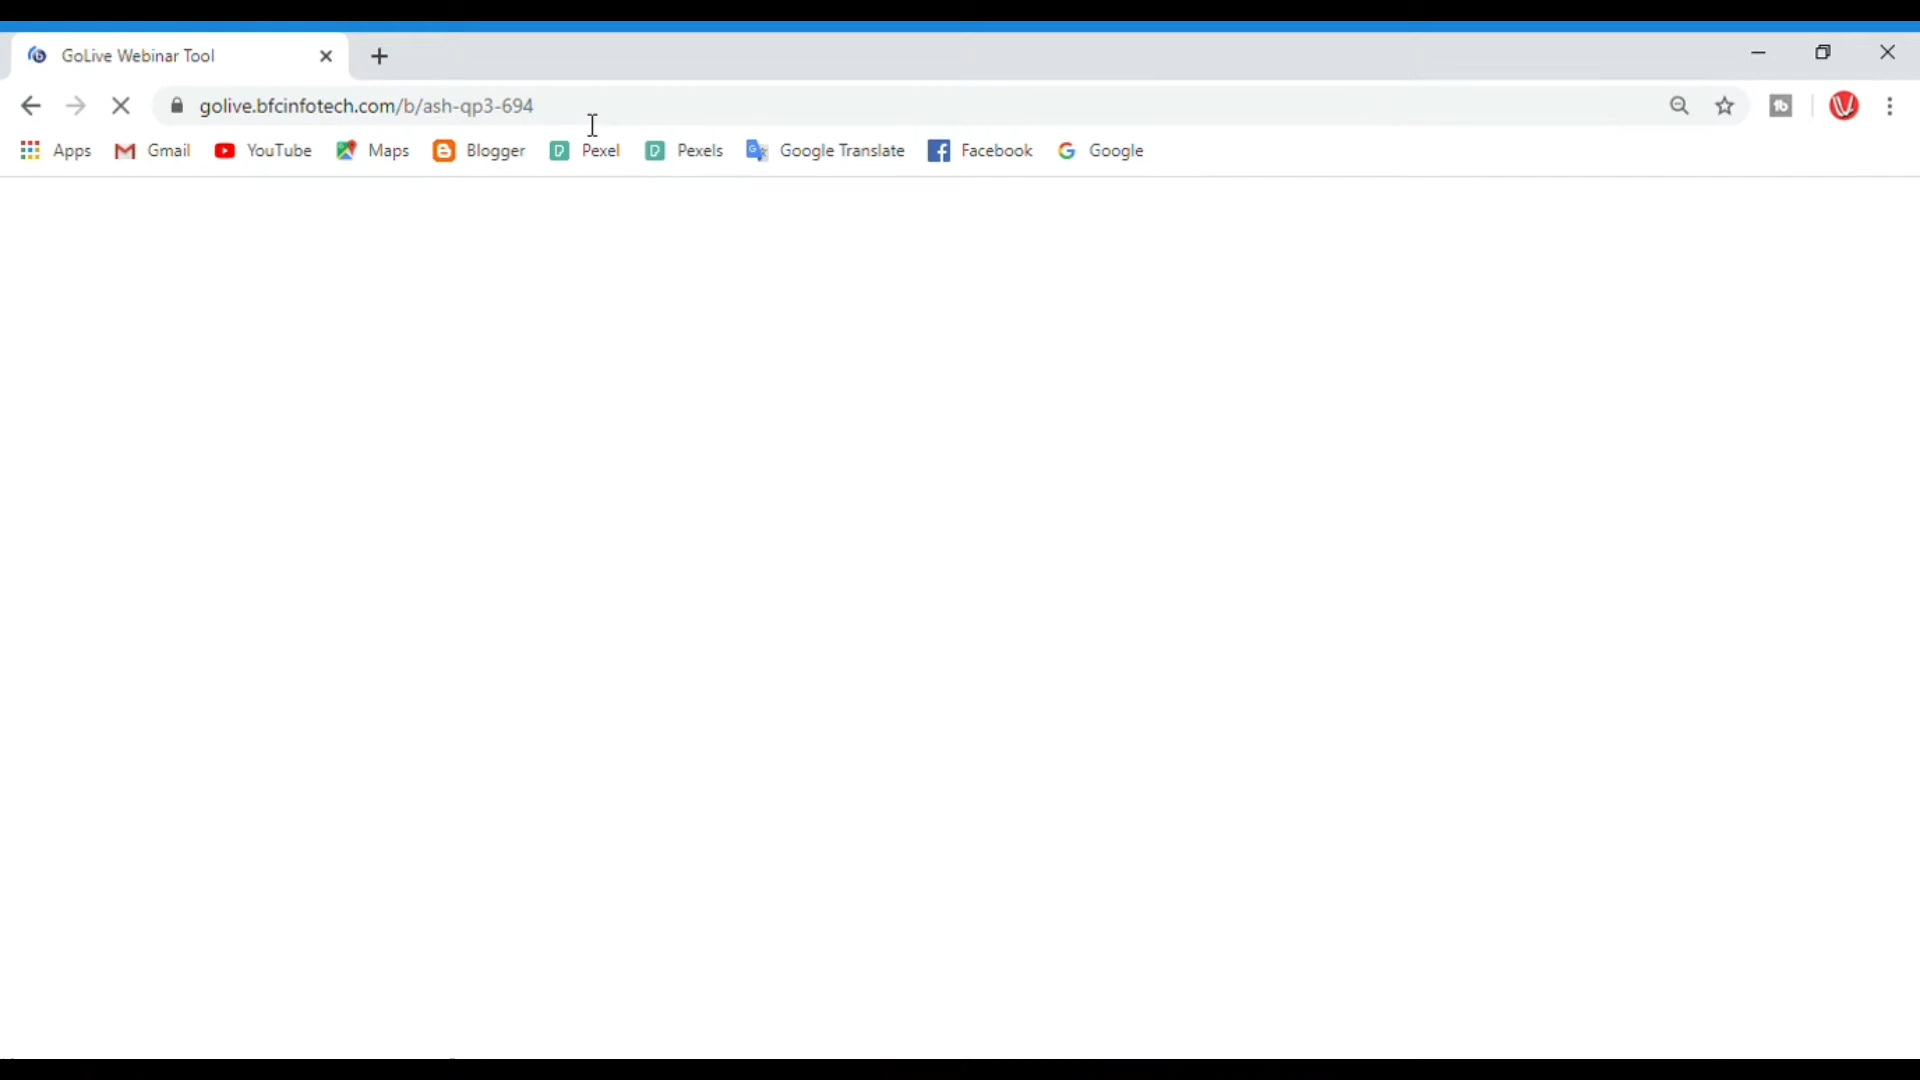 GoLive Webinar Tool
golive.bfcinfotech.com/b/ash-qp3-694
Apps Gmail YouTube Maps Blogger Pexel Pexels Google Translate Facebook Google